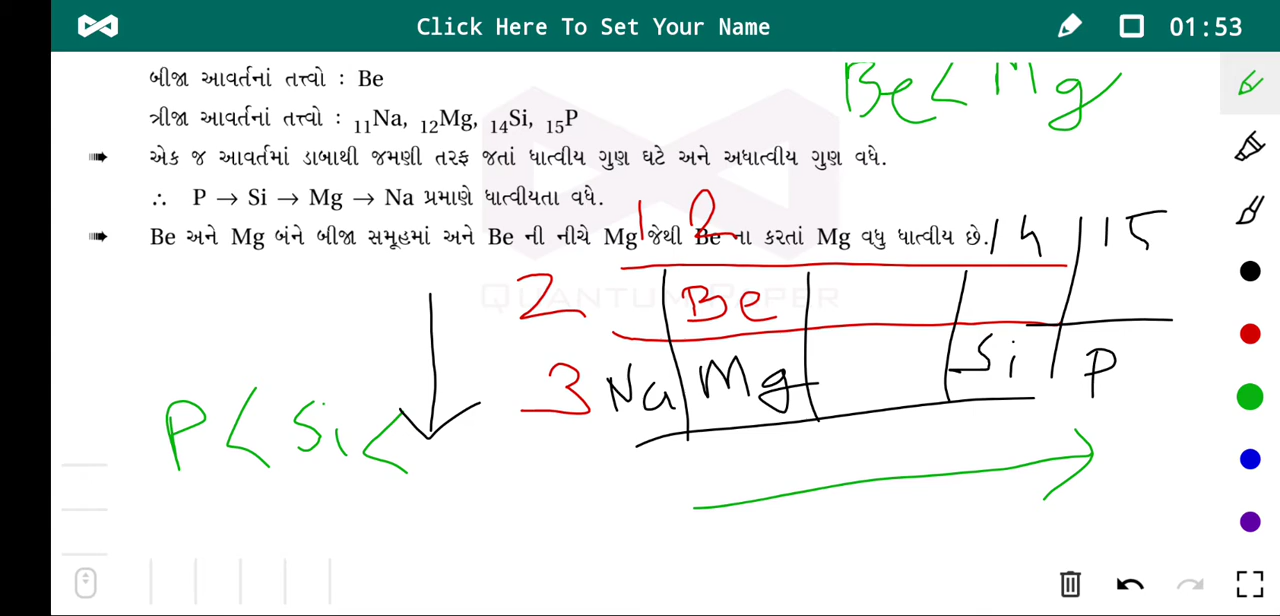 Click Here To Set Your Name
01:53
બીજા આવર્તનાં તત્ત્વો : Be
Be < Mg
ત્રીજા આવર્તનાં તત્ત્વો : 11Na, 12Mg, 14Si, 15P
➠ એક જ આવર્તમાં ડાબાથી જમણી તરફ જતાં ધાત્વીય ગુણ ઘટે અને અધાત્વીય ગુણ વધે.
∴ P → Si → Mg → Na પ્રમાણે ધાત્વીયતા વધે.
1 2 14 15
➠ Be અને Mg બંને બીજા સમૂહમાં અને Be ની નીચે Mg જેથી Be ના કરતાં Mg વધુ ધાત્વીય છે.
QUANTUM PAPER
2 Be
3 Na Mg Si P
P < Si <